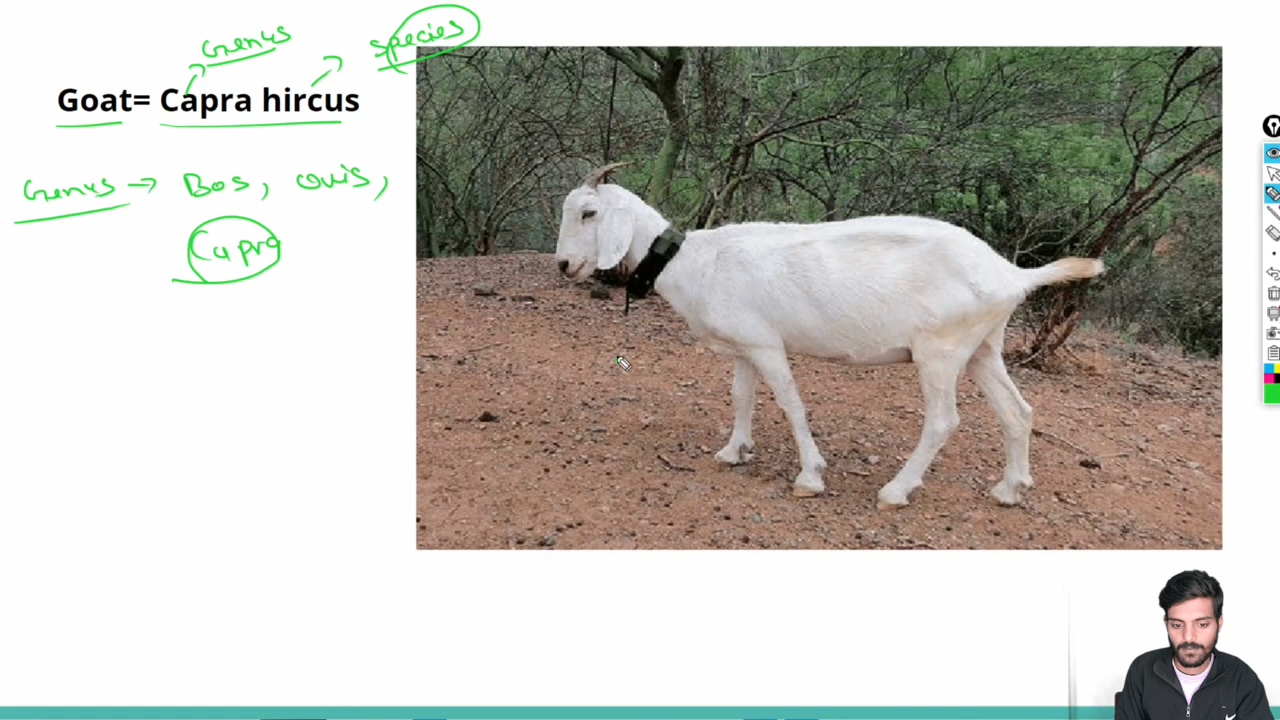 Genus
species
Goat= Capra hircus
Genus → Bos, ovis,
Capra